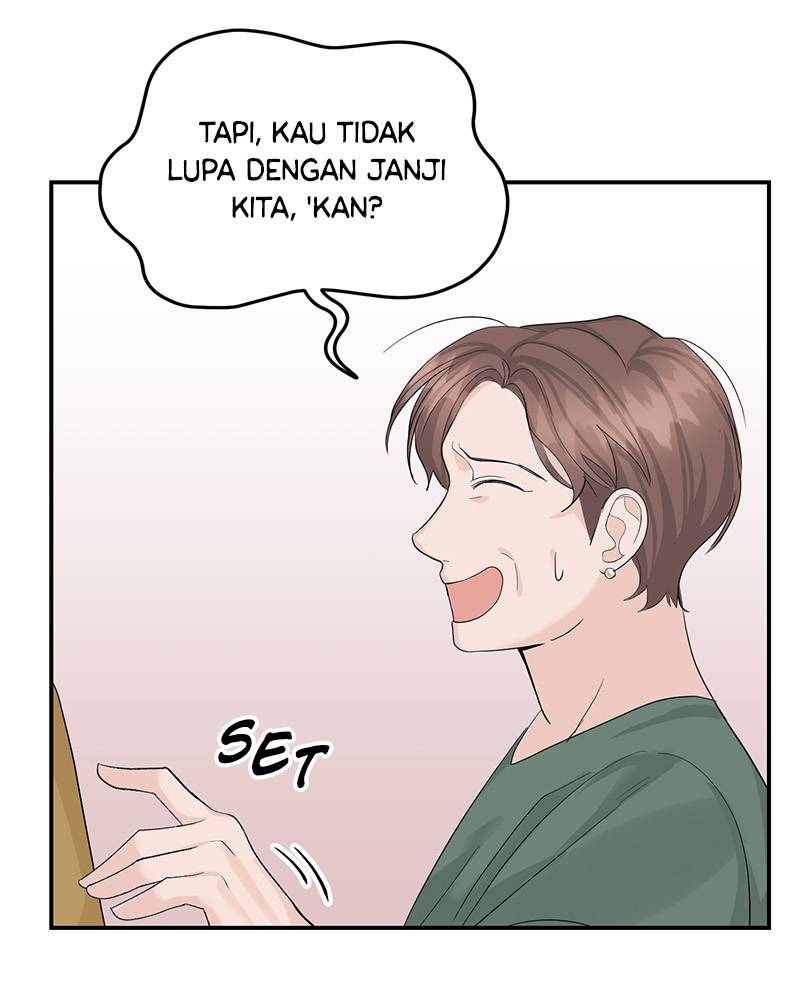 TAPI, KAU TIDAK
LUPA DENGAN JANJI
KITA, 'KAN?
SET